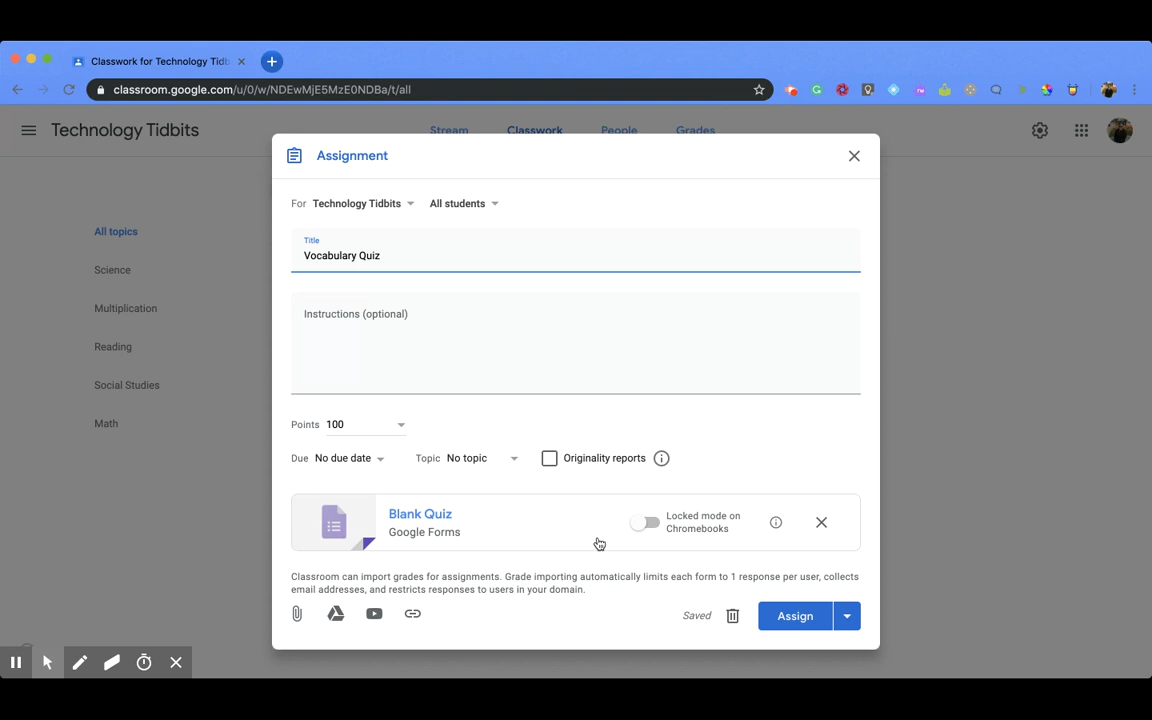 Classwork for Technology Tidb
classroom.google.com/u/0/w/NDEwMjE5MzE0NDBa/t/all
Technology Tidbits
Stream Classwork People Grades
Assignment
For Technology Tidbits All students
All topics
Science
Multiplication
Reading
Social Studies
Math
Title
Vocabulary Quiz
Instructions (optional)
Points 100
Due No due date Topic No topic Originality reports
Blank Quiz
Google Forms
Locked mode on
Chromebooks
Classroom can import grades for assignments. Grade importing automatically limits each form to 1 response per user, collects
email addresses, and restricts responses to users in your domain.
Saved Assign